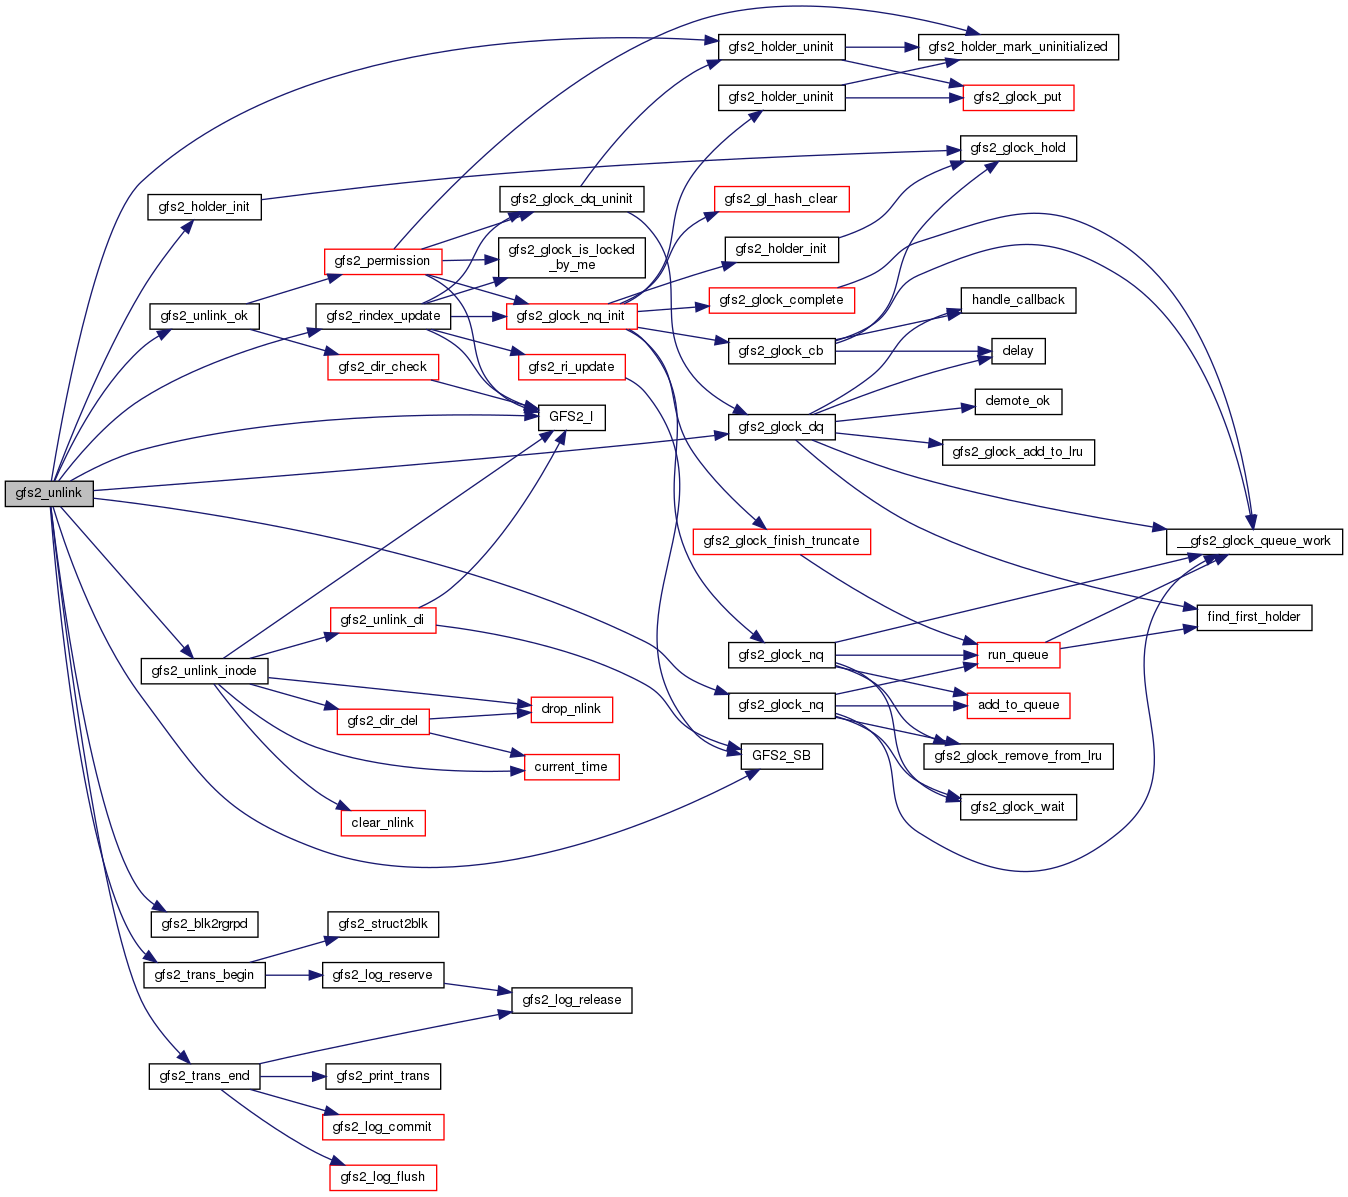 gfs2_holder_uninit
gfs2_holder_mark_uninitialized
gfs2_holder_uninit
gfs2_glock_put
gfs2_glock_hold
gfs2_holder_init
gfs2_glock_dq_uninit
gfs2_gl_hash_clear
gfs2_permission
gfs2_glock_is_locked
_by_me
gfs2_holder_init
gfs2_unlink_ok
gfs2_rindex_update
gfs2_glock_nq_init
gfs2_glock_complete
handle_callback
gfs2_dir_check
gfs2_ri_update
gfs2_glock_cb
delay
GFS2_I
gfs2_glock_dq
demote_ok
gfs2_glock_add_to_lru
gfs2_unlink
gfs2_glock_finish_truncate
__gfs2_glock_queue_work
gfs2_unlink_di
find_first_holder
gfs2_unlink_inode
gfs2_glock_nq
run_queue
gfs2_dir_del
drop_nlink
gfs2_glock_nq
add_to_queue
current_time
GFS2_SB
gfs2_glock_remove_from_lru
clear_nlink
gfs2_glock_wait
gfs2_blk2rgrpd
gfs2_struct2blk
gfs2_trans_begin
gfs2_log_reserve
gfs2_log_release
gfs2_trans_end
gfs2_print_trans
gfs2_log_commit
gfs2_log_flush